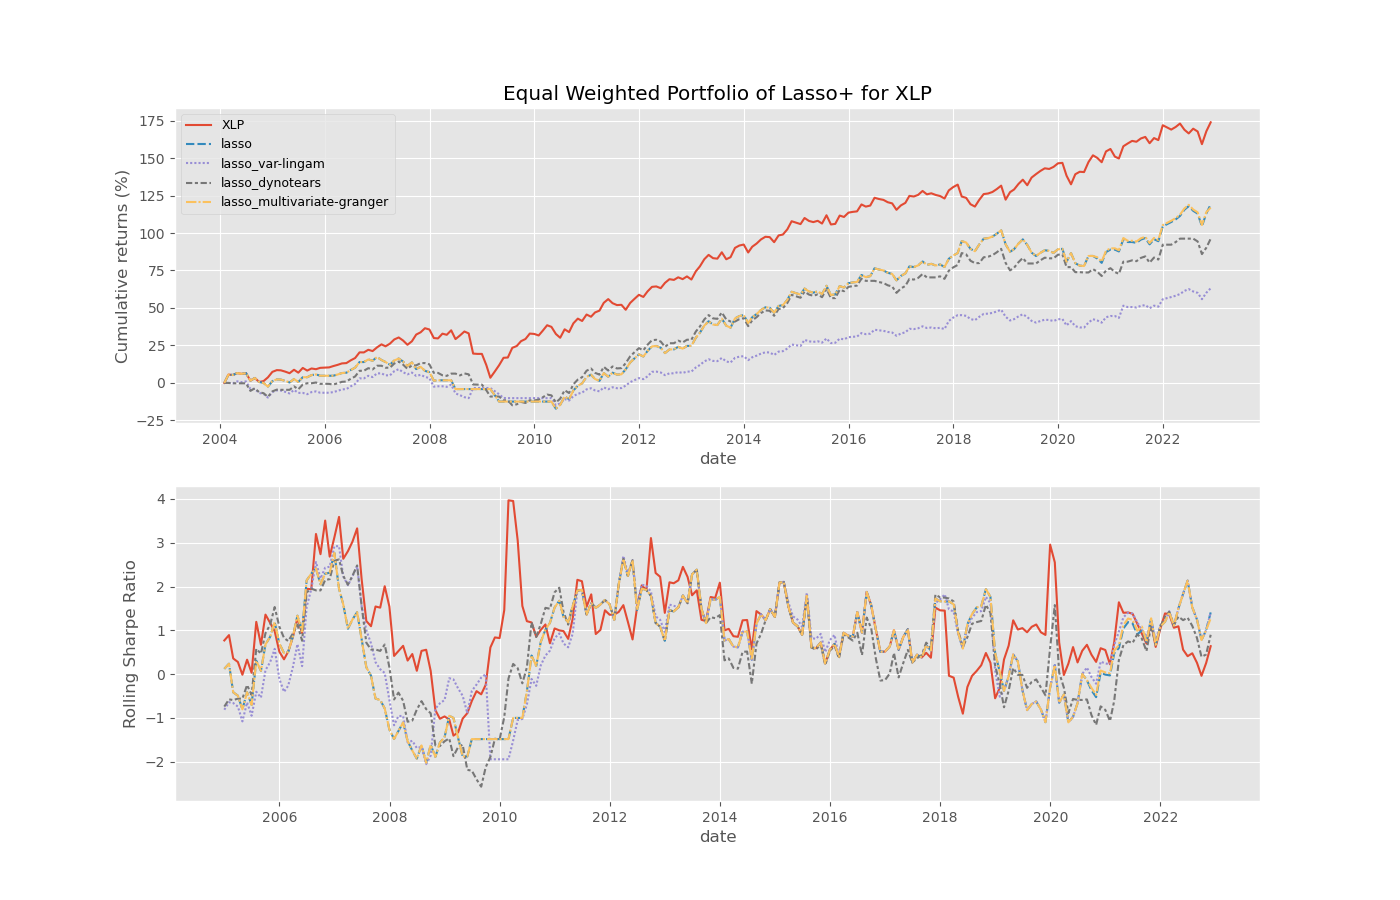 Equal Weighted Portfolio of Lasso+ for XLP
Cumulative returns (%)
175
150
125
100
75
50
25
0
−25
XLP
lasso
lasso_var-lingam
lasso_dynotears
lasso_multivariate-granger
2004 2006 2008 2010 2012 2014 2016 2018 2020 2022
date
Rolling Sharpe Ratio
4
3
2
1
0
−1
−2
2006 2008 2010 2012 2014 2016 2018 2020 2022
date